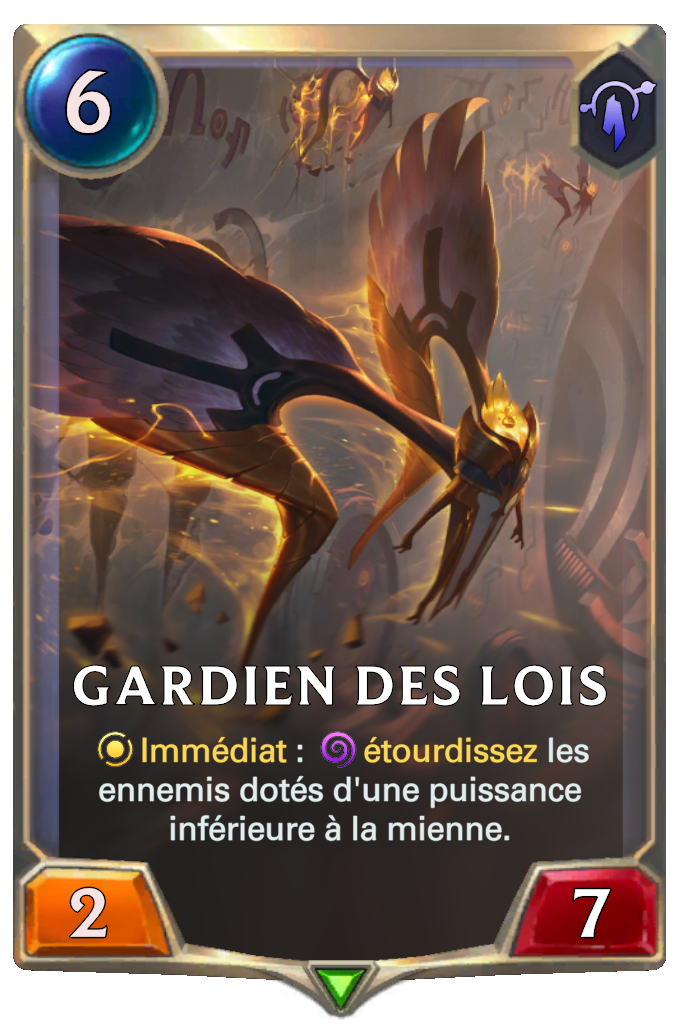 6
GARDIEN DES LOIS
Immédiat : étourdissez les
ennemis dotés d'une puissance
inférieure à la mienne.
2
7